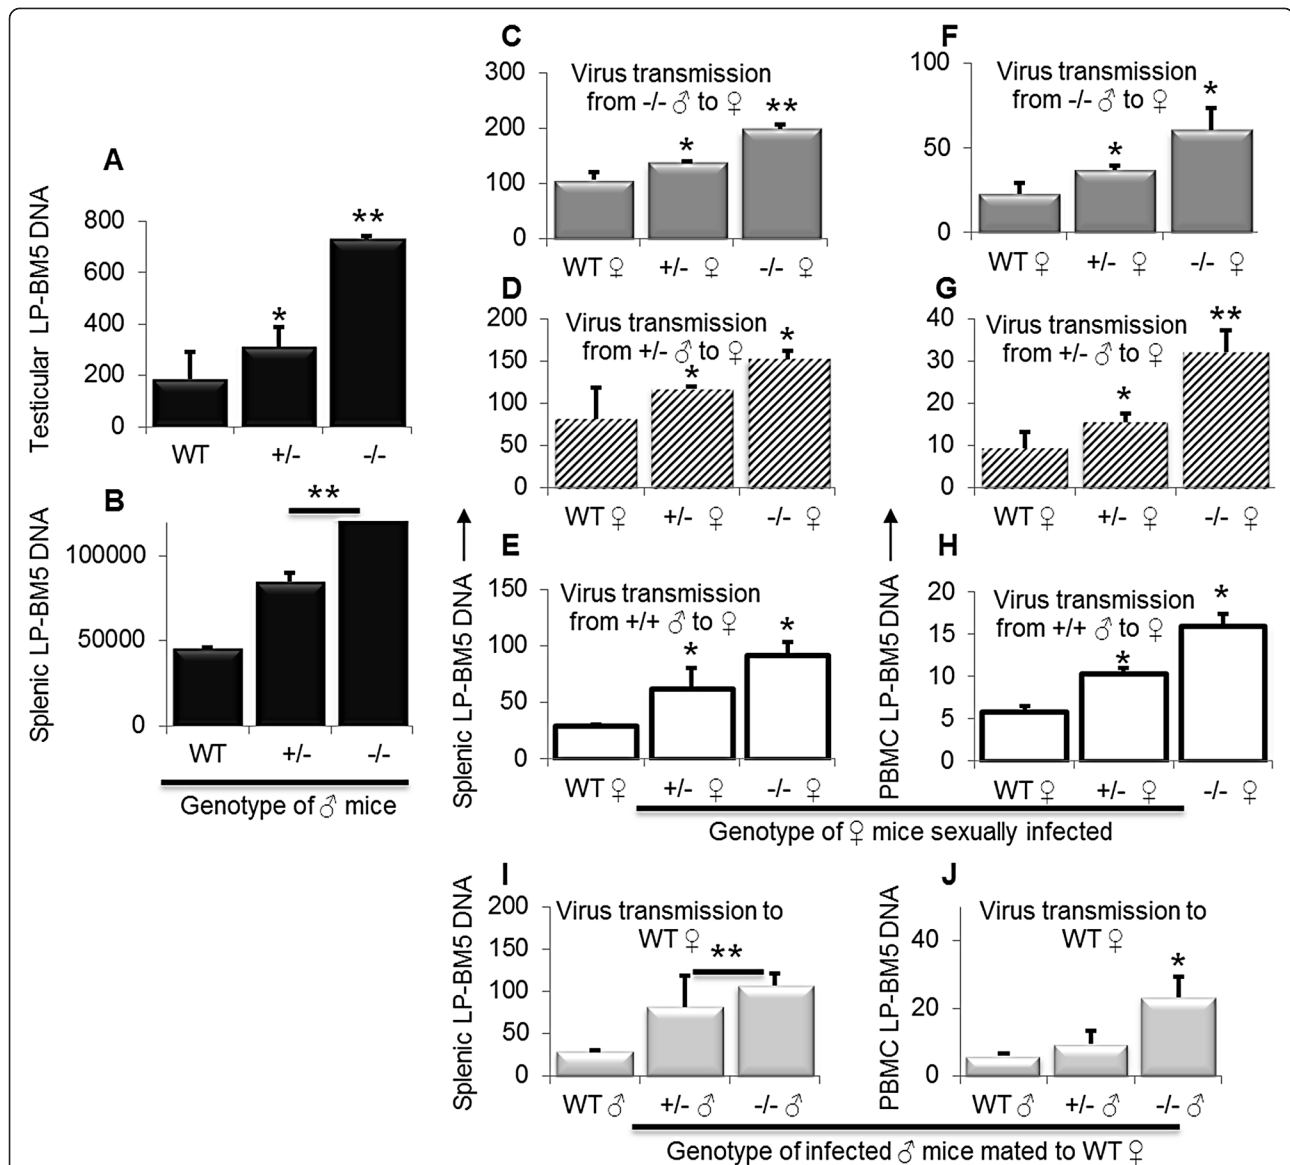 A
Testicular LP-BM5 DNA
800
600
400
200
0
*
**
WT +/- -/-
B
Splenic LP-BM5 DNA
100000
50000
0
**
WT +/- -/-
Genotype of ♂ mice
C
300
200
100
0
Virus transmission
from -/- ♂ to ♀
*
**
WT ♀ +/- ♀ -/- ♀
D
200
150
100
50
0
Virus transmission
from +/- ♂ to ♀
*
*
WT ♀ +/- ♀ -/- ♀
E
Splenic LP-BM5 DNA
150
100
50
0
Virus transmission
from +/+ ♂ to ♀
*
*
WT ♀ +/- ♀ -/- ♀
F
100
50
0
Virus transmission
from -/- ♂ to ♀
*
*
WT ♀ +/- ♀ -/- ♀
G
40
30
20
10
0
Virus transmission
from +/- ♂ to ♀
*
**
WT ♀ +/- ♀ -/- ♀
H
PBMC LP-BM5 DNA
20
15
10
5
0
Virus transmission
from +/+ ♂ to ♀
*
*
WT ♀ +/- ♀ -/- ♀
Genotype of ♀ mice sexually infected
I
Splenic LP-BM5 DNA
200
150
100
50
0
Virus transmission to
WT ♀
**
WT ♂ +/- ♂ -/- ♂
J
PBMC LP-BM5 DNA
40
20
0
Virus transmission to
WT ♀
*
WT ♂ +/- ♂ -/- ♂
Genotype of infected ♂ mice mated to WT ♀